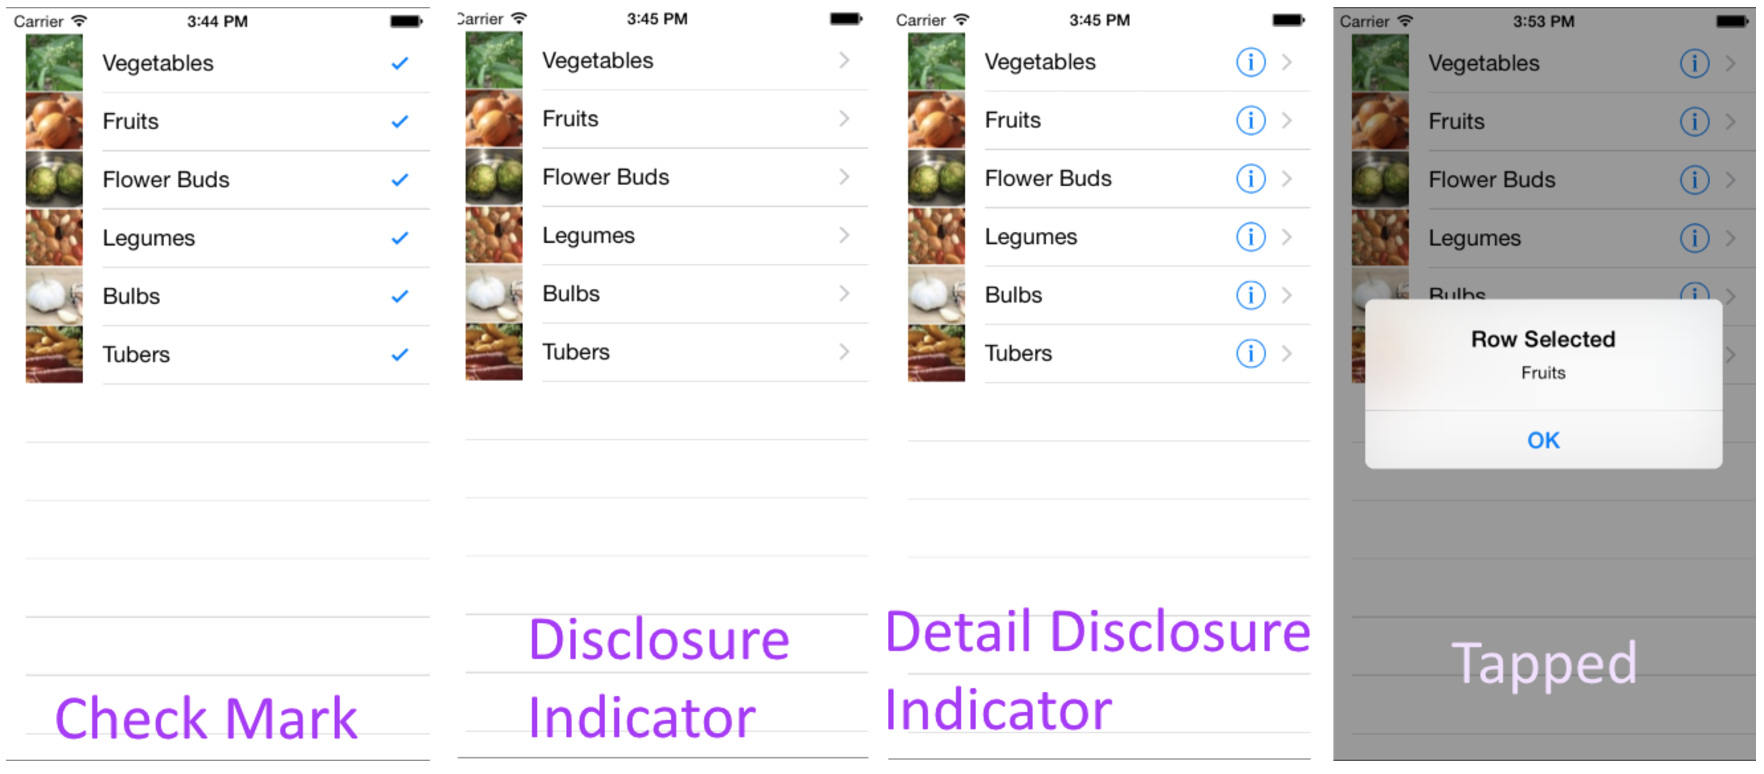 Carrier 3:44 PM
Vegetables
Fruits
Flower Buds
Legumes
Bulbs
Tubers
Check Mark
Carrier 3:45 PM
Vegetables
Fruits
Flower Buds
Legumes
Bulbs
Tubers
Disclosure
Indicator
Carrier 3:45 PM
Vegetables
i
Fruits
i
Flower Buds
i
Legumes
i
Bulbs
i
Tubers
i
Detail Disclosure
Indicator
Carrier 3:53 PM
Vegetables
i
Fruits
i
Flower Buds
i
Legumes
i
Bulbs
i
Row Selected
Fruits
OK
Tapped